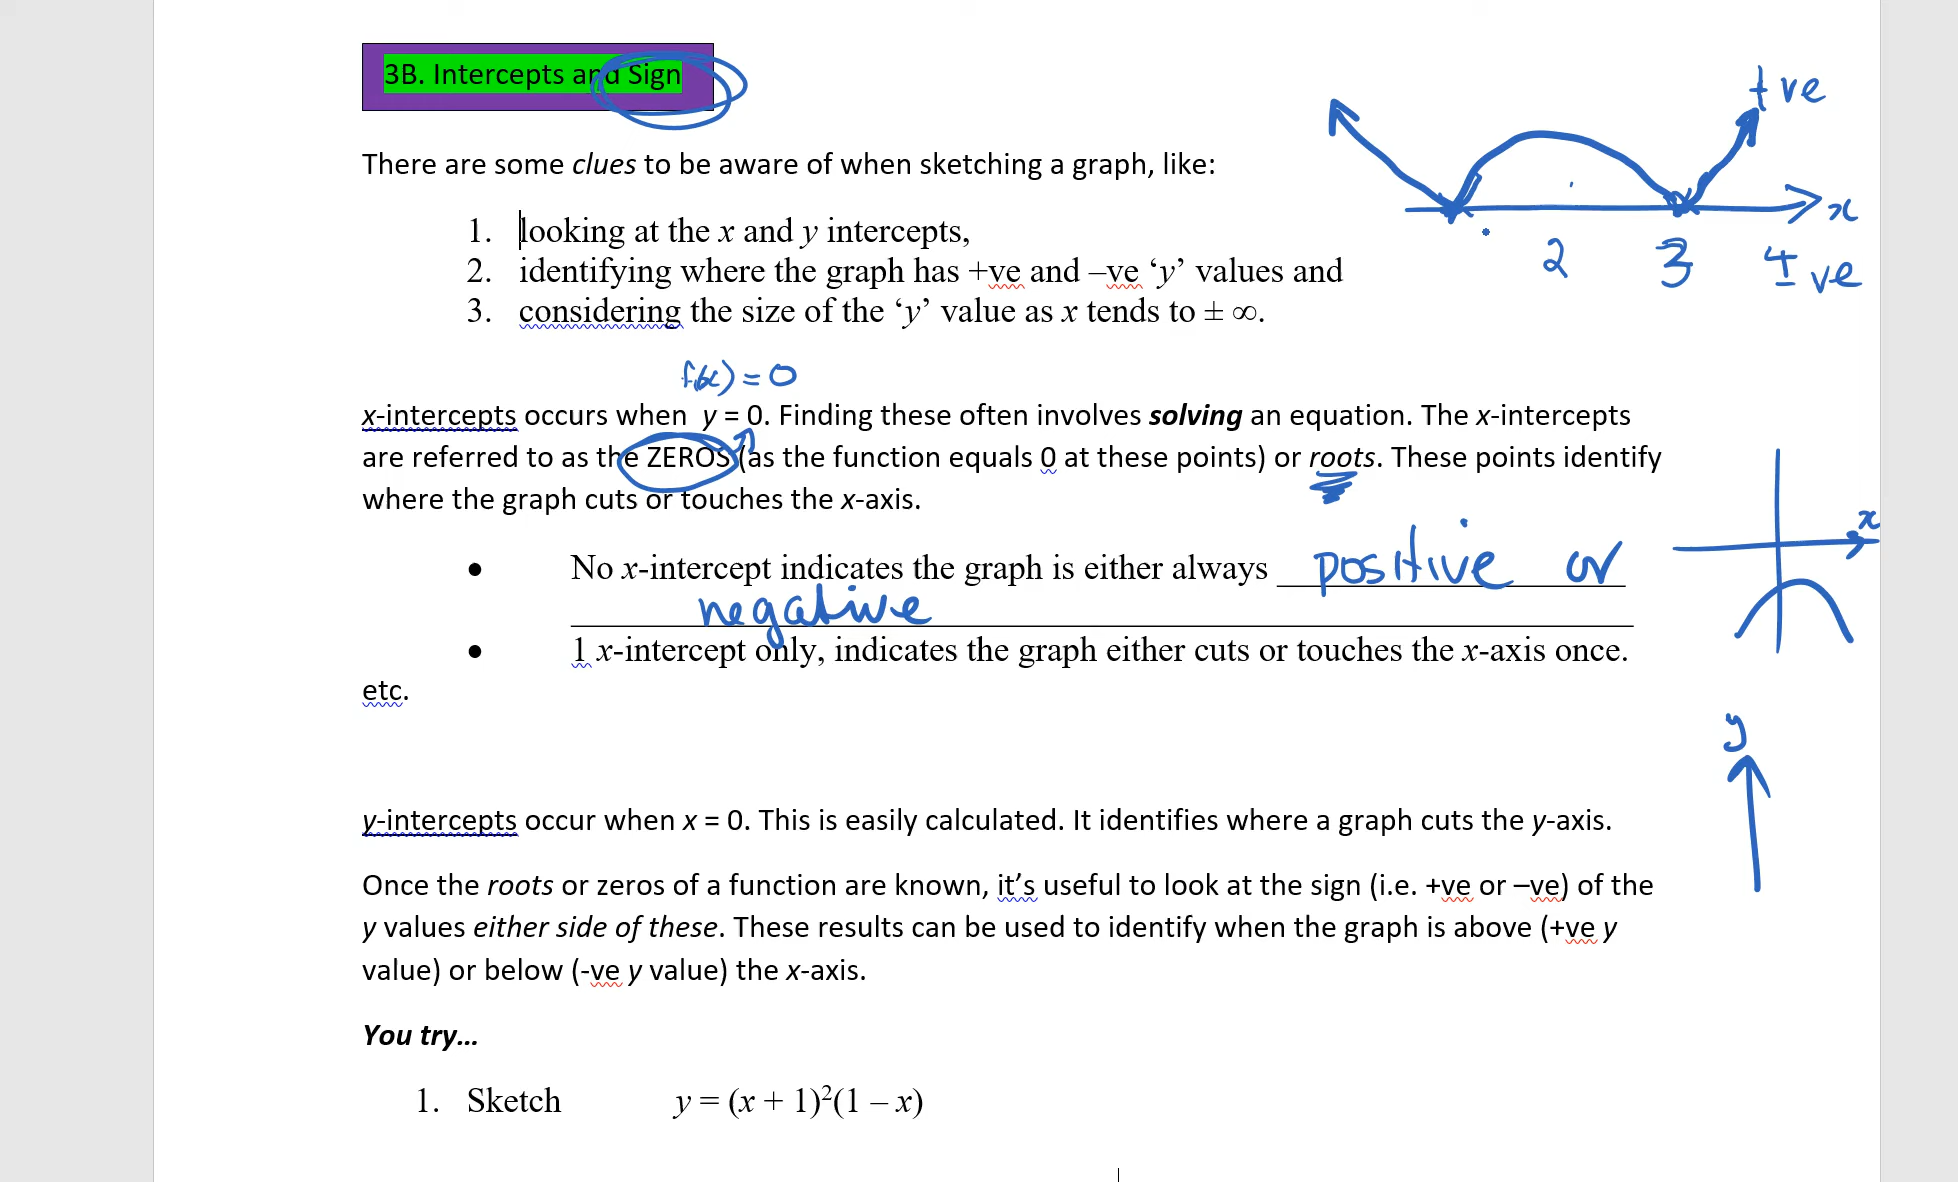 3B. Intercepts and Sign
+ve
There are some clues to be aware of when sketching a graph, like:
x
1. looking at the x and y intercepts,
2 3 4
2. identifying where the graph has +ve and –ve ‘y’ values and
± ve
3. considering the size of the ‘y’ value as x tends to ± ∞.
f(x) = 0
x-intercepts occurs when y = 0. Finding these often involves solving an equation. The x-intercepts
are referred to as the ZEROS (as the function equals 0 at these points) or roots. These points identify
where the graph cuts or touches the x-axis.
x
• No x-intercept indicates the graph is either always positive or
negative
• 1 x-intercept only, indicates the graph either cuts or touches the x-axis once.
etc.
y
y-intercepts occur when x = 0. This is easily calculated. It identifies where a graph cuts the y-axis.
Once the roots or zeros of a function are known, it’s useful to look at the sign (i.e. +ve or –ve) of the
y values either side of these. These results can be used to identify when the graph is above (+ve y
value) or below (-ve y value) the x-axis.
You try...
1. Sketch y = (x + 1)²(1 – x)